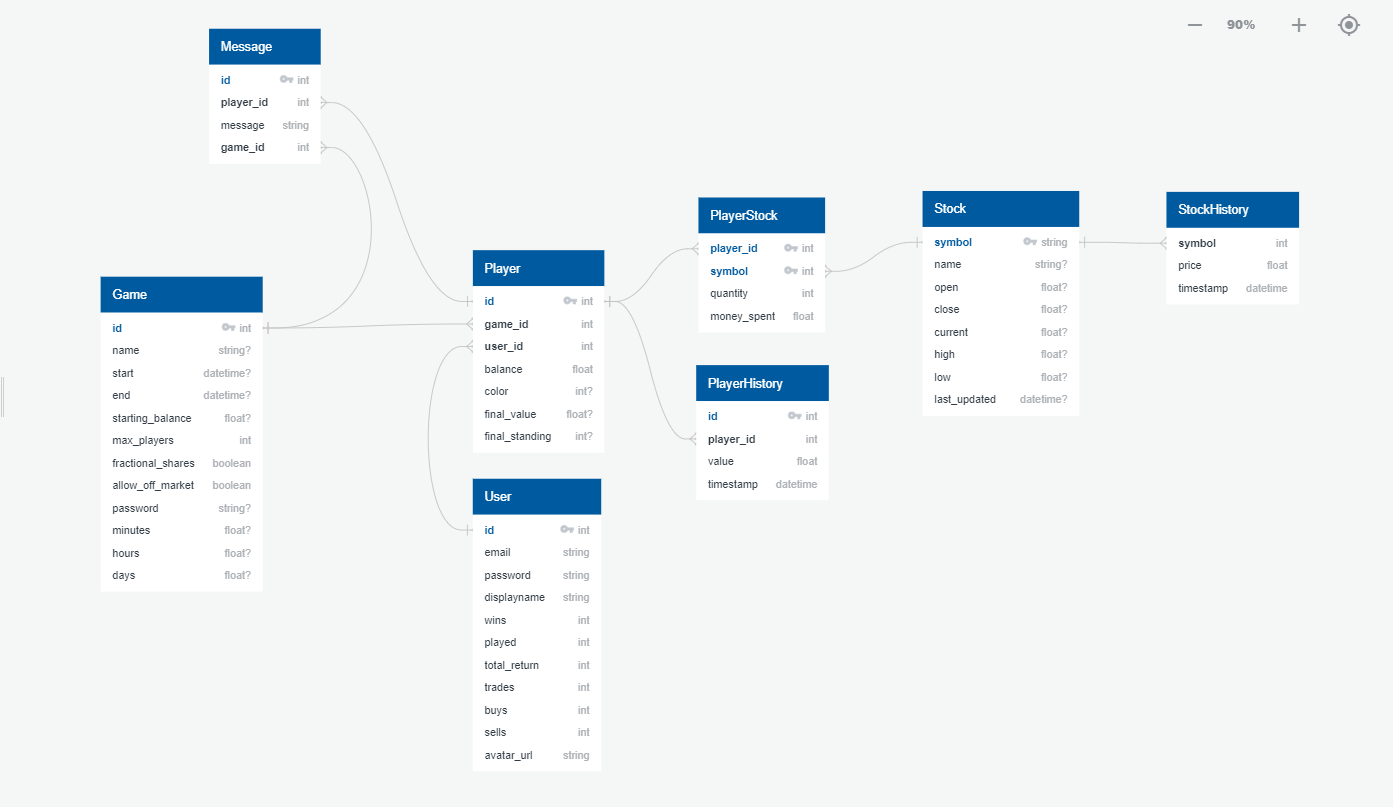 90%
Message
id int
player_id int
message string
game_id int
Game
id int
name string?
start datetime?
end datetime?
starting_balance float?
max_players int
fractional_shares boolean
allow_off_market boolean
password string?
minutes float?
hours float?
days float?
Player
id int
game_id int
user_id int
balance float
color int?
final_value float?
final_standing int?
User
id int
email string
password string
displayname string
wins int
played int
total_return int
trades int
buys int
sells int
avatar_url string
PlayerStock
player_id int
symbol int
quantity int
money_spent float
PlayerHistory
id int
player_id int
value float
timestamp datetime
Stock
symbol string
name string?
open float?
close float?
current float?
high float?
low float?
last_updated datetime?
StockHistory
symbol int
price float
timestamp datetime